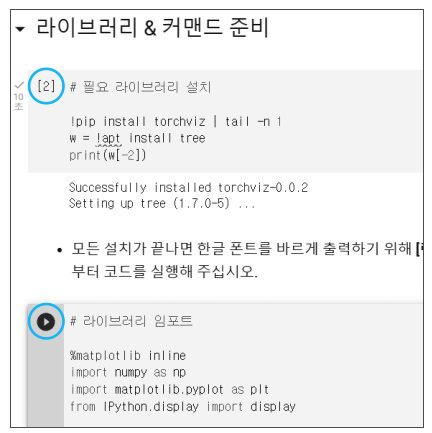 라이브러리 & 커맨드 준비
[2] # 필요 라이브러리 설치
10
초
!pip install torchviz | tail -n 1
w = !apt install tree
print(w[-2])
Successfully installed torchviz-0.0.2
Setting up tree (1.7.0-5) ...
• 모든 설치가 끝나면 한글 폰트를 바르게 출력하기 위해
부터 코드를 실행해 주십시오.
# 라이브러리 임포트
%matplotlib inline
import numpy as np
import matplotlib.pyplot as plt
from IPython.display import display